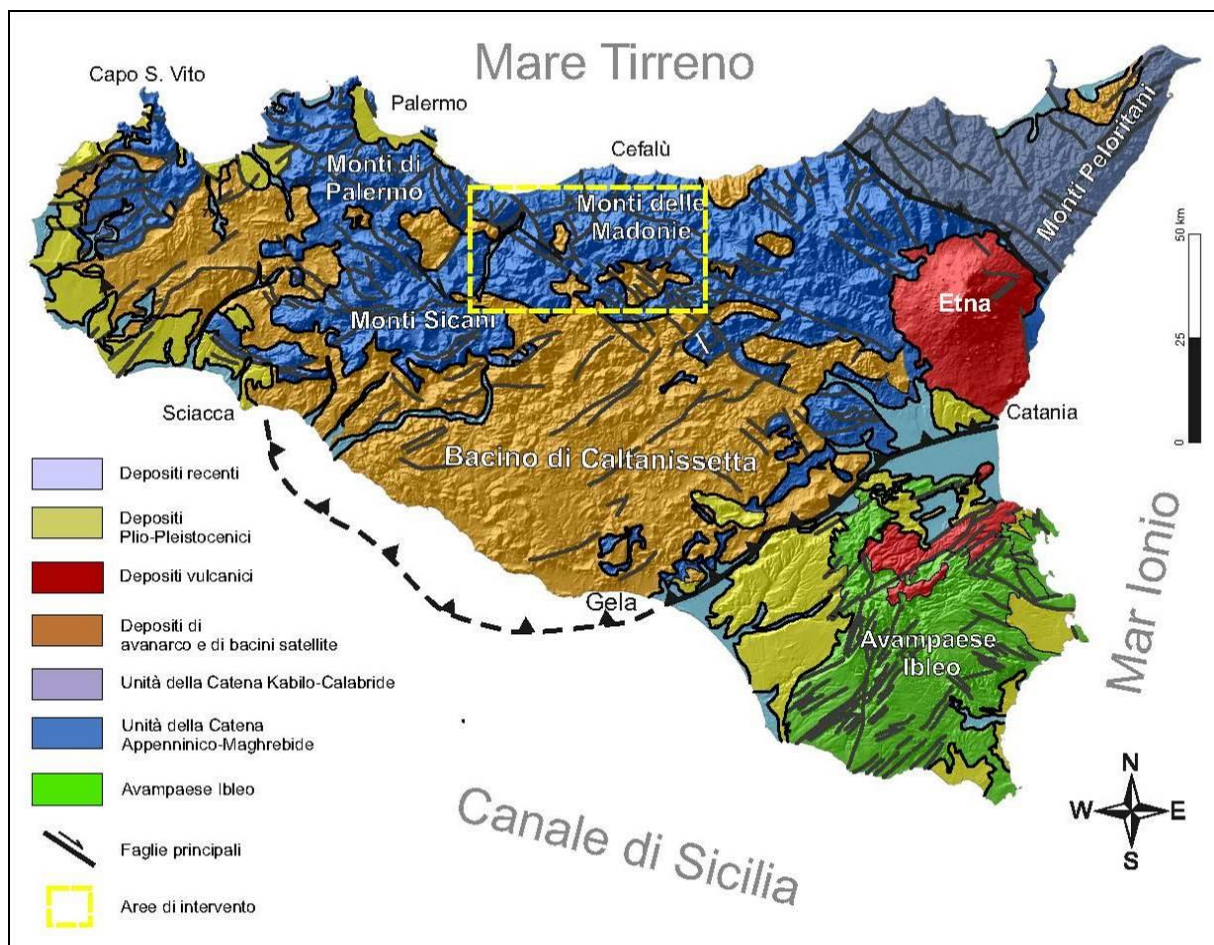 Mare Tirreno
Capo S. Vito
Palermo
Cefalù
Monti di
Palermo
Monti delle
Madonie
Monti Peloritani
Monti Sicani
Etna
50 km
25
0
Sciacca
Catania
Bacino di Caltanissetta
Gela
Avampaese
Ibleo
Mar Ionio
Canale di Sicilia
N
W
E
S
Depositi recenti
Depositi
Plio-Pleistocenici
Depositi vulcanici
Depositi di
avanarco e di bacini satellite
Unità della Catena Kabilo-Calabride
Unità della Catena
Appenninico-Maghrebide
Avampaese Ibleo
Faglie principali
Aree di intervento